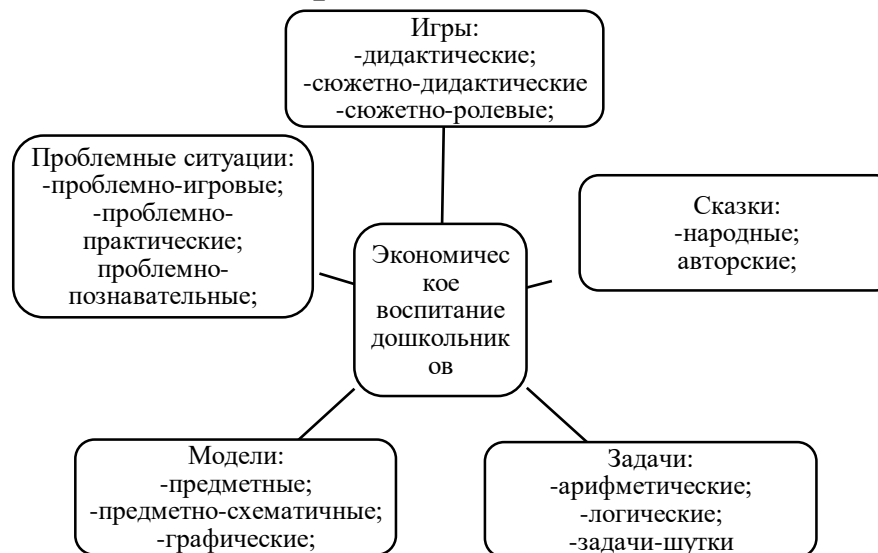 Игры:
-дидактические;
-сюжетно-дидактические
-сюжетно-ролевые;
Проблемные ситуации:
-проблемно-игровые;
-проблемно-
практические;
проблемно-
познавательные;
Сказки:
-народные;
авторские;
Экономичес
кое
воспитание
дошкольник
ов
Модели:
-предметные;
-предметно-схематичные;
-графические;
Задачи:
-арифметические;
-логические;
-задачи-шутки